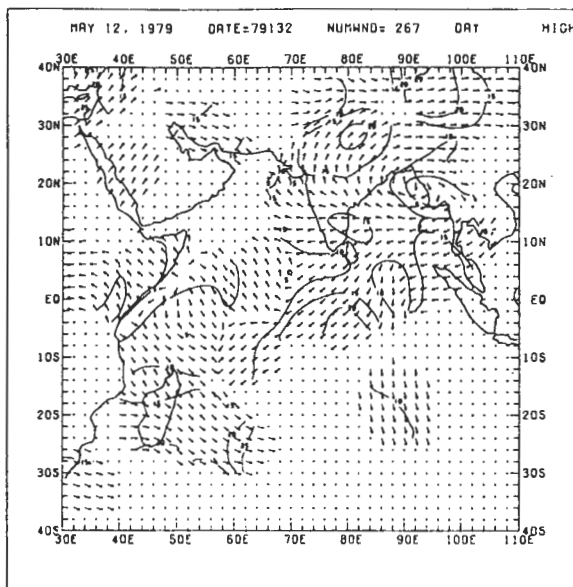 MAY 12, 1979 DATE=79132 NUMWND= 267 DAY HIGH
30E 40E 50E 60E 70E 80E 90E 100E 110E
40N 40N
30N 30N
20N 20N
10N 10N
EQ EQ
10S 10S
20S 20S
30S 30S
40S 40S
30E 40E 50E 60E 70E 80E 90E 100E 110E